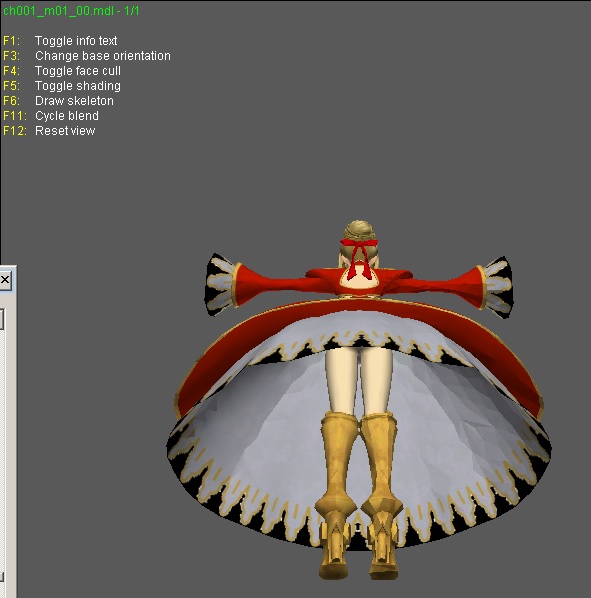 ch001_m01_00.mdl - 1/1
F1: Toggle info text
F3: Change base orientation
F4: Toggle face cull
F5: Toggle shading
F6: Draw skeleton
F11: Cycle blend
F12: Reset view